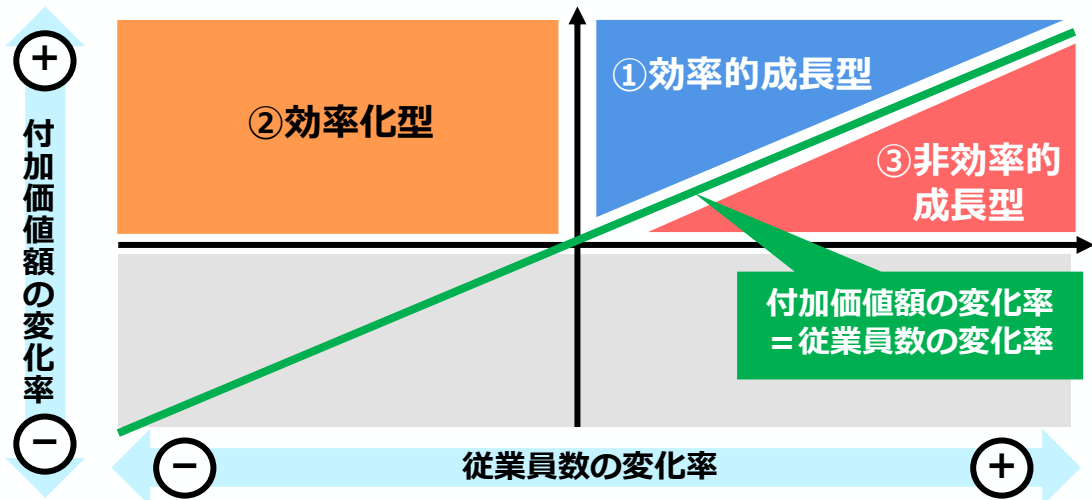 +
付加価値額の変化率
−
②効率化型
①効率的成長型
③非効率的
成長型
付加価値額の変化率
＝従業員数の変化率
−
従業員数の変化率
+